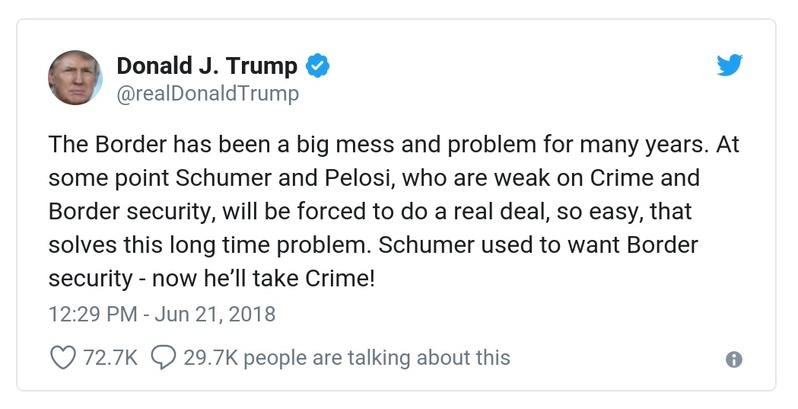 Donald J. Trump
@realDonaldTrump
The Border has been a big mess and problem for many years. At
some point Schumer and Pelosi, who are weak on Crime and
Border security, will be forced to do a real deal, so easy, that
solves this long time problem. Schumer used to want Border
security - now he’ll take Crime!
12:29 PM - Jun 21, 2018
72.7K 29.7K people are talking about this